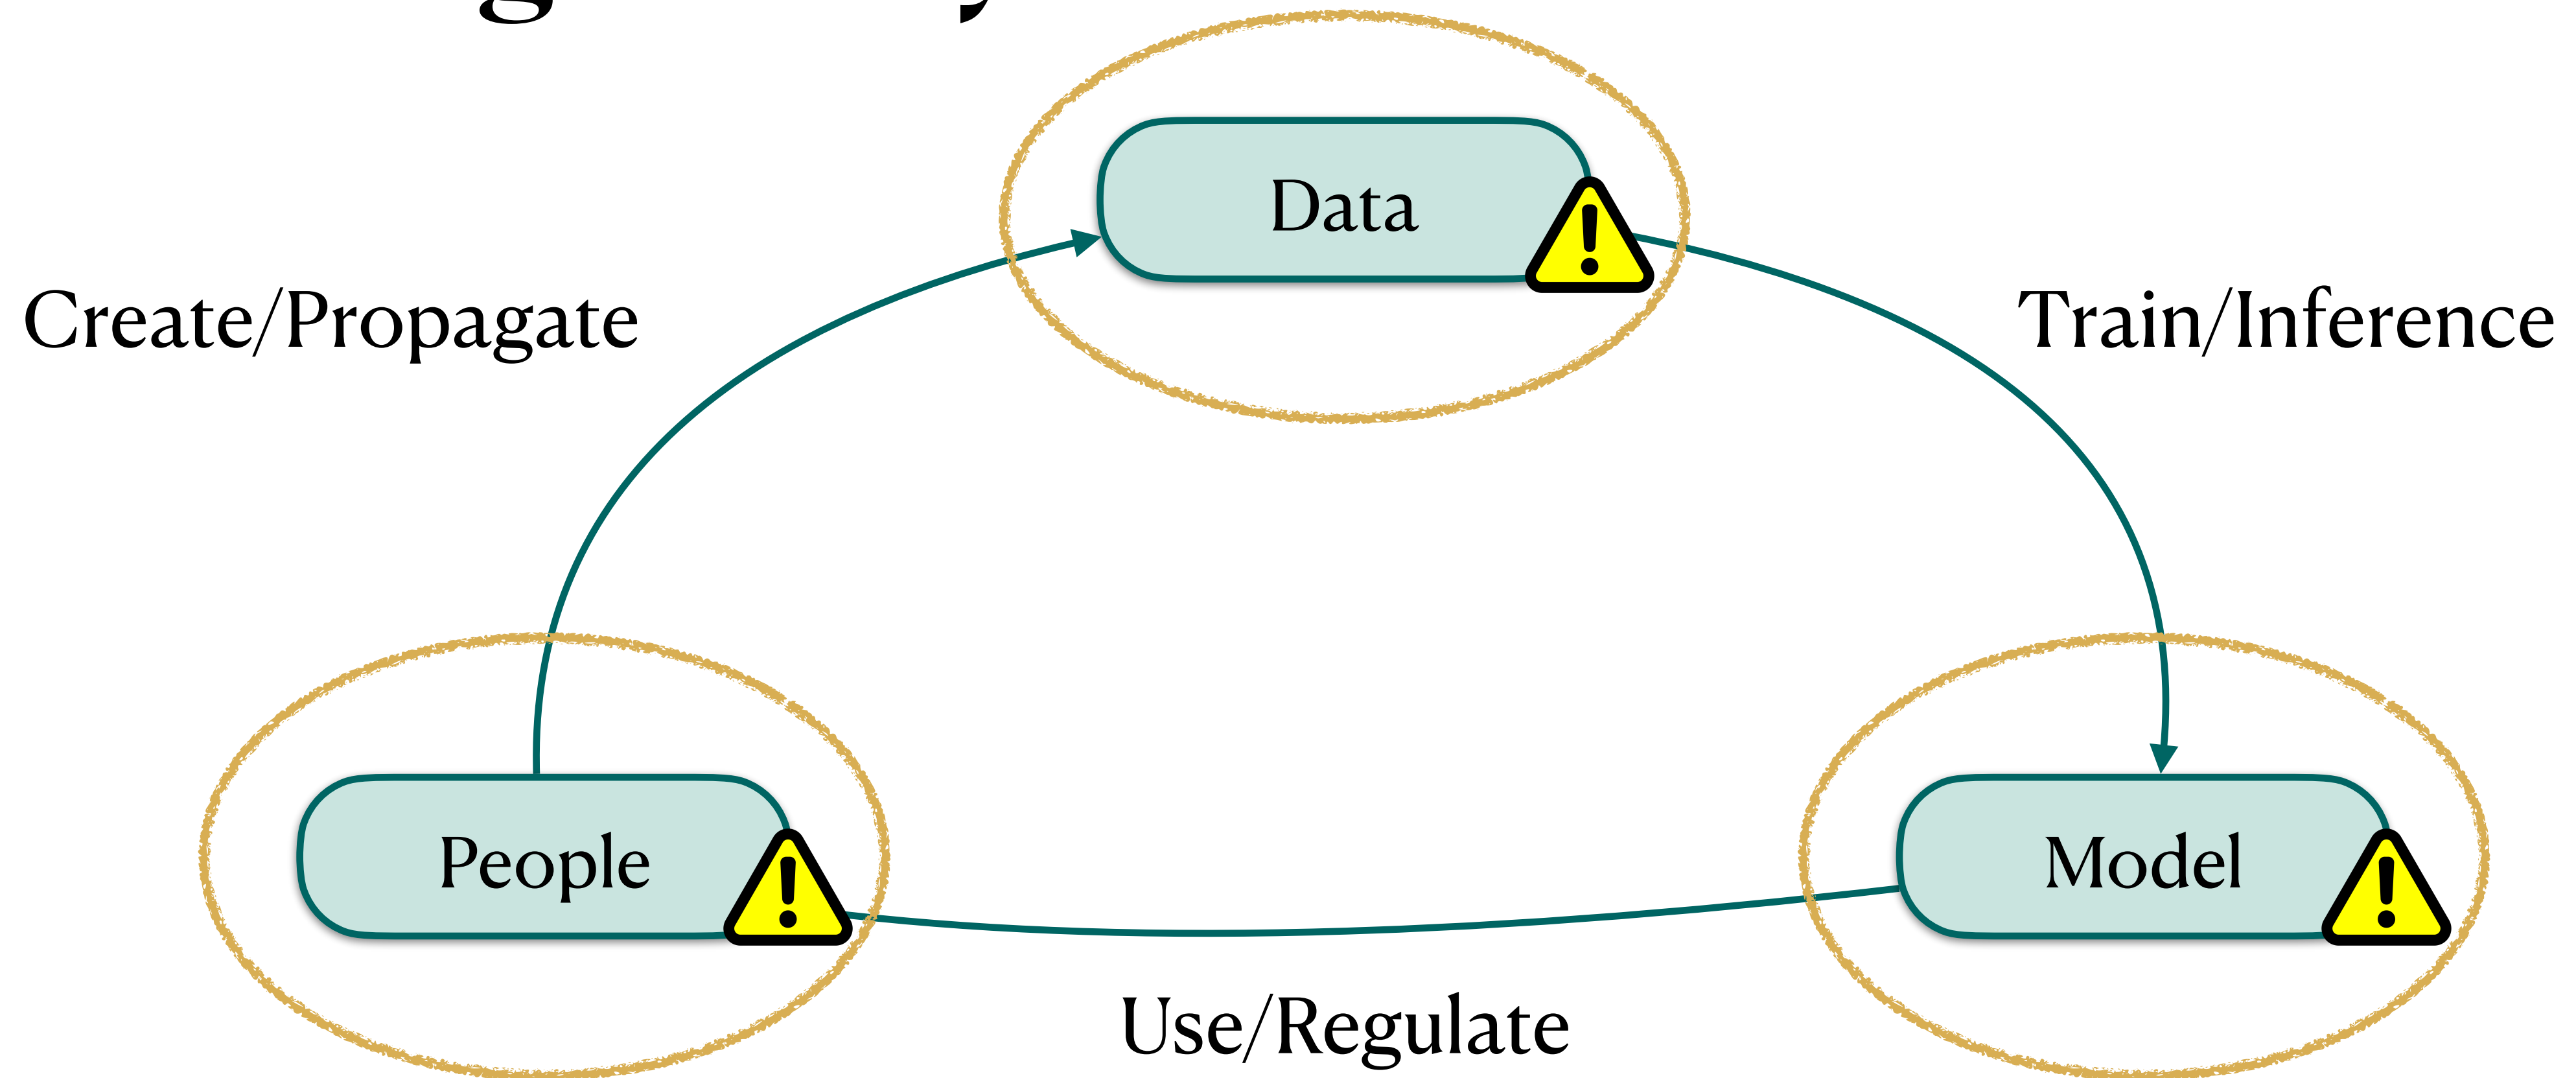 Data
Create/Propagate
Train/Inference
People
Model
Use/Regulate